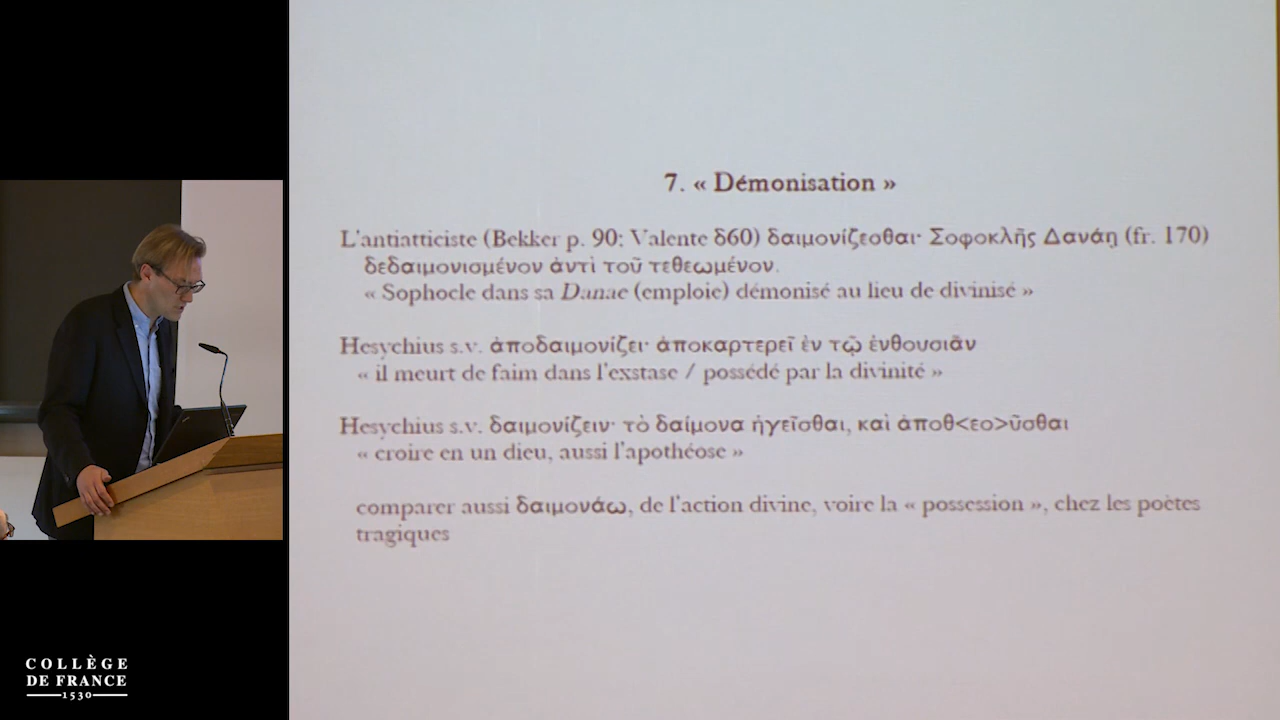 7. « Démonisation »
L'antiatticiste (Bekker p. 90: Valente δ60) δαιμονίζεσθαι· Σοφοκλῆς Δανάῃ (fr. 170)
δεδαιμονισμένον ἀντὶ τοῦ τεθεωμένον.
« Sophocle dans sa Danae (emploie) démonisé au lieu de divinisé »
Hesychius s.v. ἀποδαιμονίζει· ἀποκαρτερεῖ ἐν τῷ ἐνθουσιᾶν
« il meurt de faim dans l'exstase / possédé par la divinité »
Hesychius s.v. δαιμονίζειν· τὸ δαίμονα ἡγεῖσθαι, καὶ ἀποθ<εο>ῦσθαι
« croire en un dieu, aussi l'apothéose »
comparer aussi δαιμονάω, de l'action divine, voire la « possession », chez les poètes
tragiques
COLLÈGE
DE FRANCE
1530